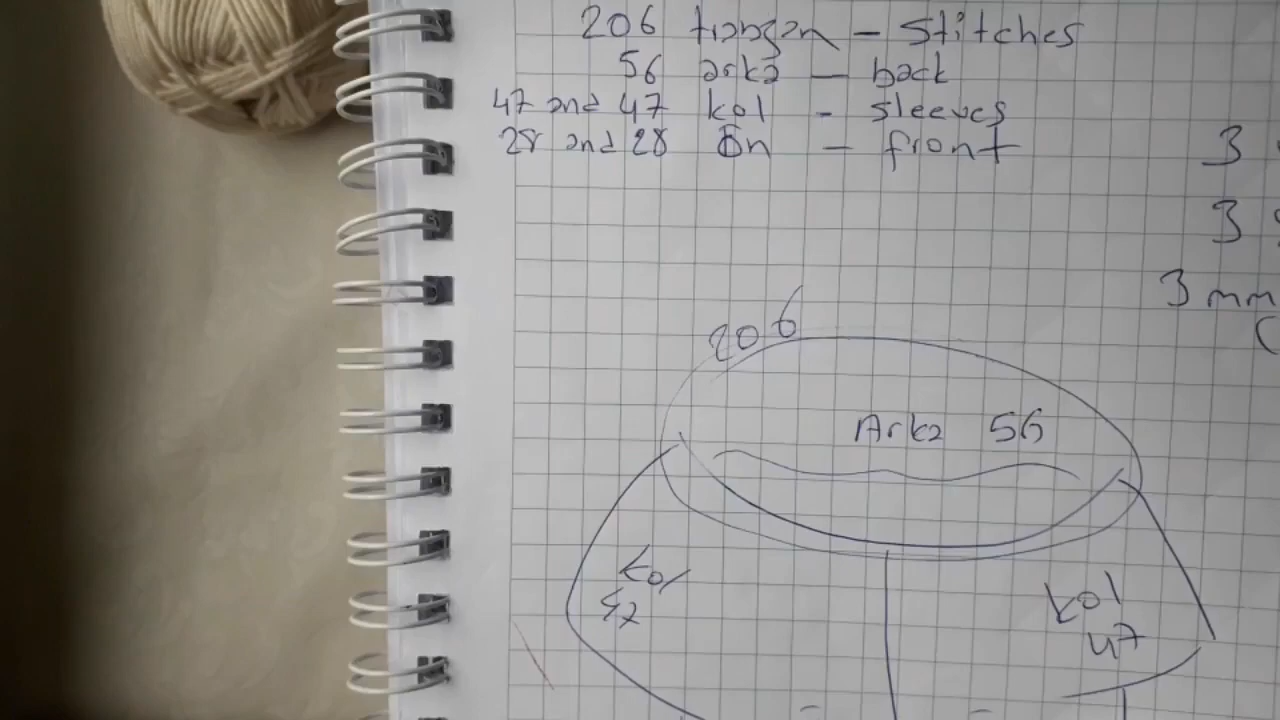 206 tıongon - Stitches
56 arka - back
47 and 47 kol - sleeves
28 and 28 ön - front
3
3
3 mm
(
206
Arka 56
kol
47
kol
47